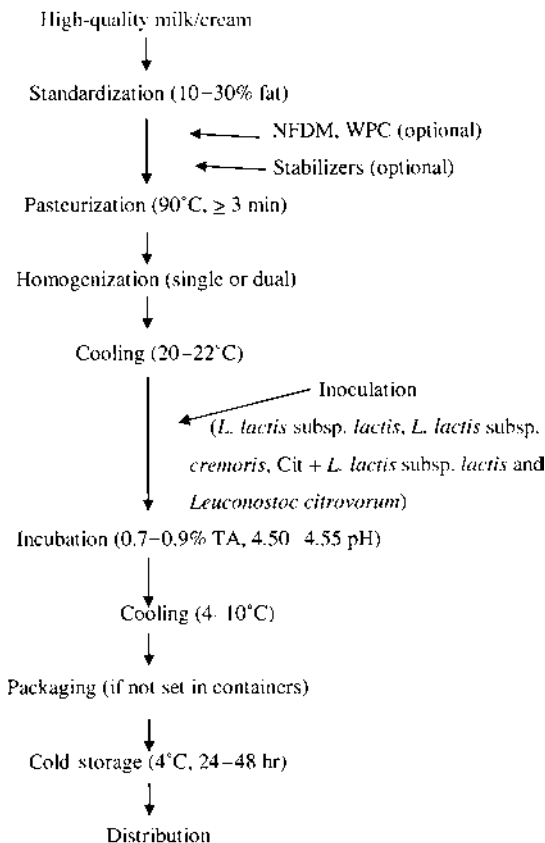 High-quality milk/cream
Standardization (10–30% fat)
NFDM, WPC (optional)
Stabilizers (optional)
Pasteurization (90°C, ≥ 3 min)
Homogenization (single or dual)
Cooling (20–22°C)
Inoculation
(L. lactis subsp. lactis, L. lactis subsp.
cremoris, Cit + L. lactis subsp. lactis and
Leuconostoc citrovorum)
Incubation (0.7–0.9% TA, 4.50–4.55 pH)
Cooling (4–10°C)
Packaging (if not set in containers)
Cold storage (4°C, 24–48 hr)
Distribution